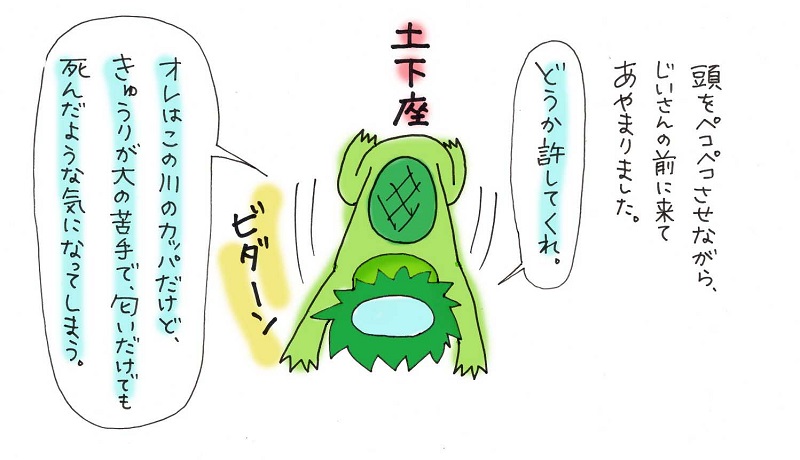 頭をペコペコさせながら、
じいさんの前に来て
あやまりました。
どうか許してくれ。
土下座
ビダーン
オレはこの川のカッパだけど、
きゅうりが大の苦手で、匂いだけでも
死んだような気になってしまう。